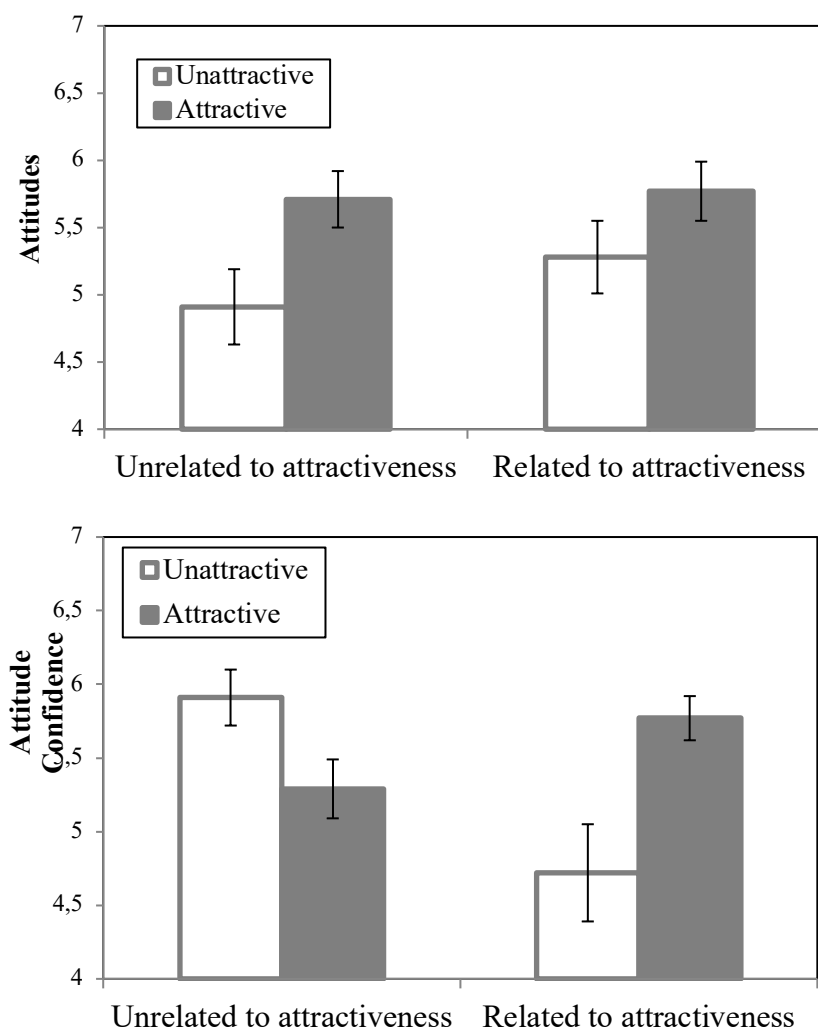 7
6,5
6
5,5
5
4,5
4
Attitudes
Unattractive
Attractive
Unrelated to attractiveness
Related to attractiveness
7
6,5
6
5,5
5
4,5
4
Attitude
Confidence
Unattractive
Attractive
Unrelated to attractiveness
Related to attractiveness